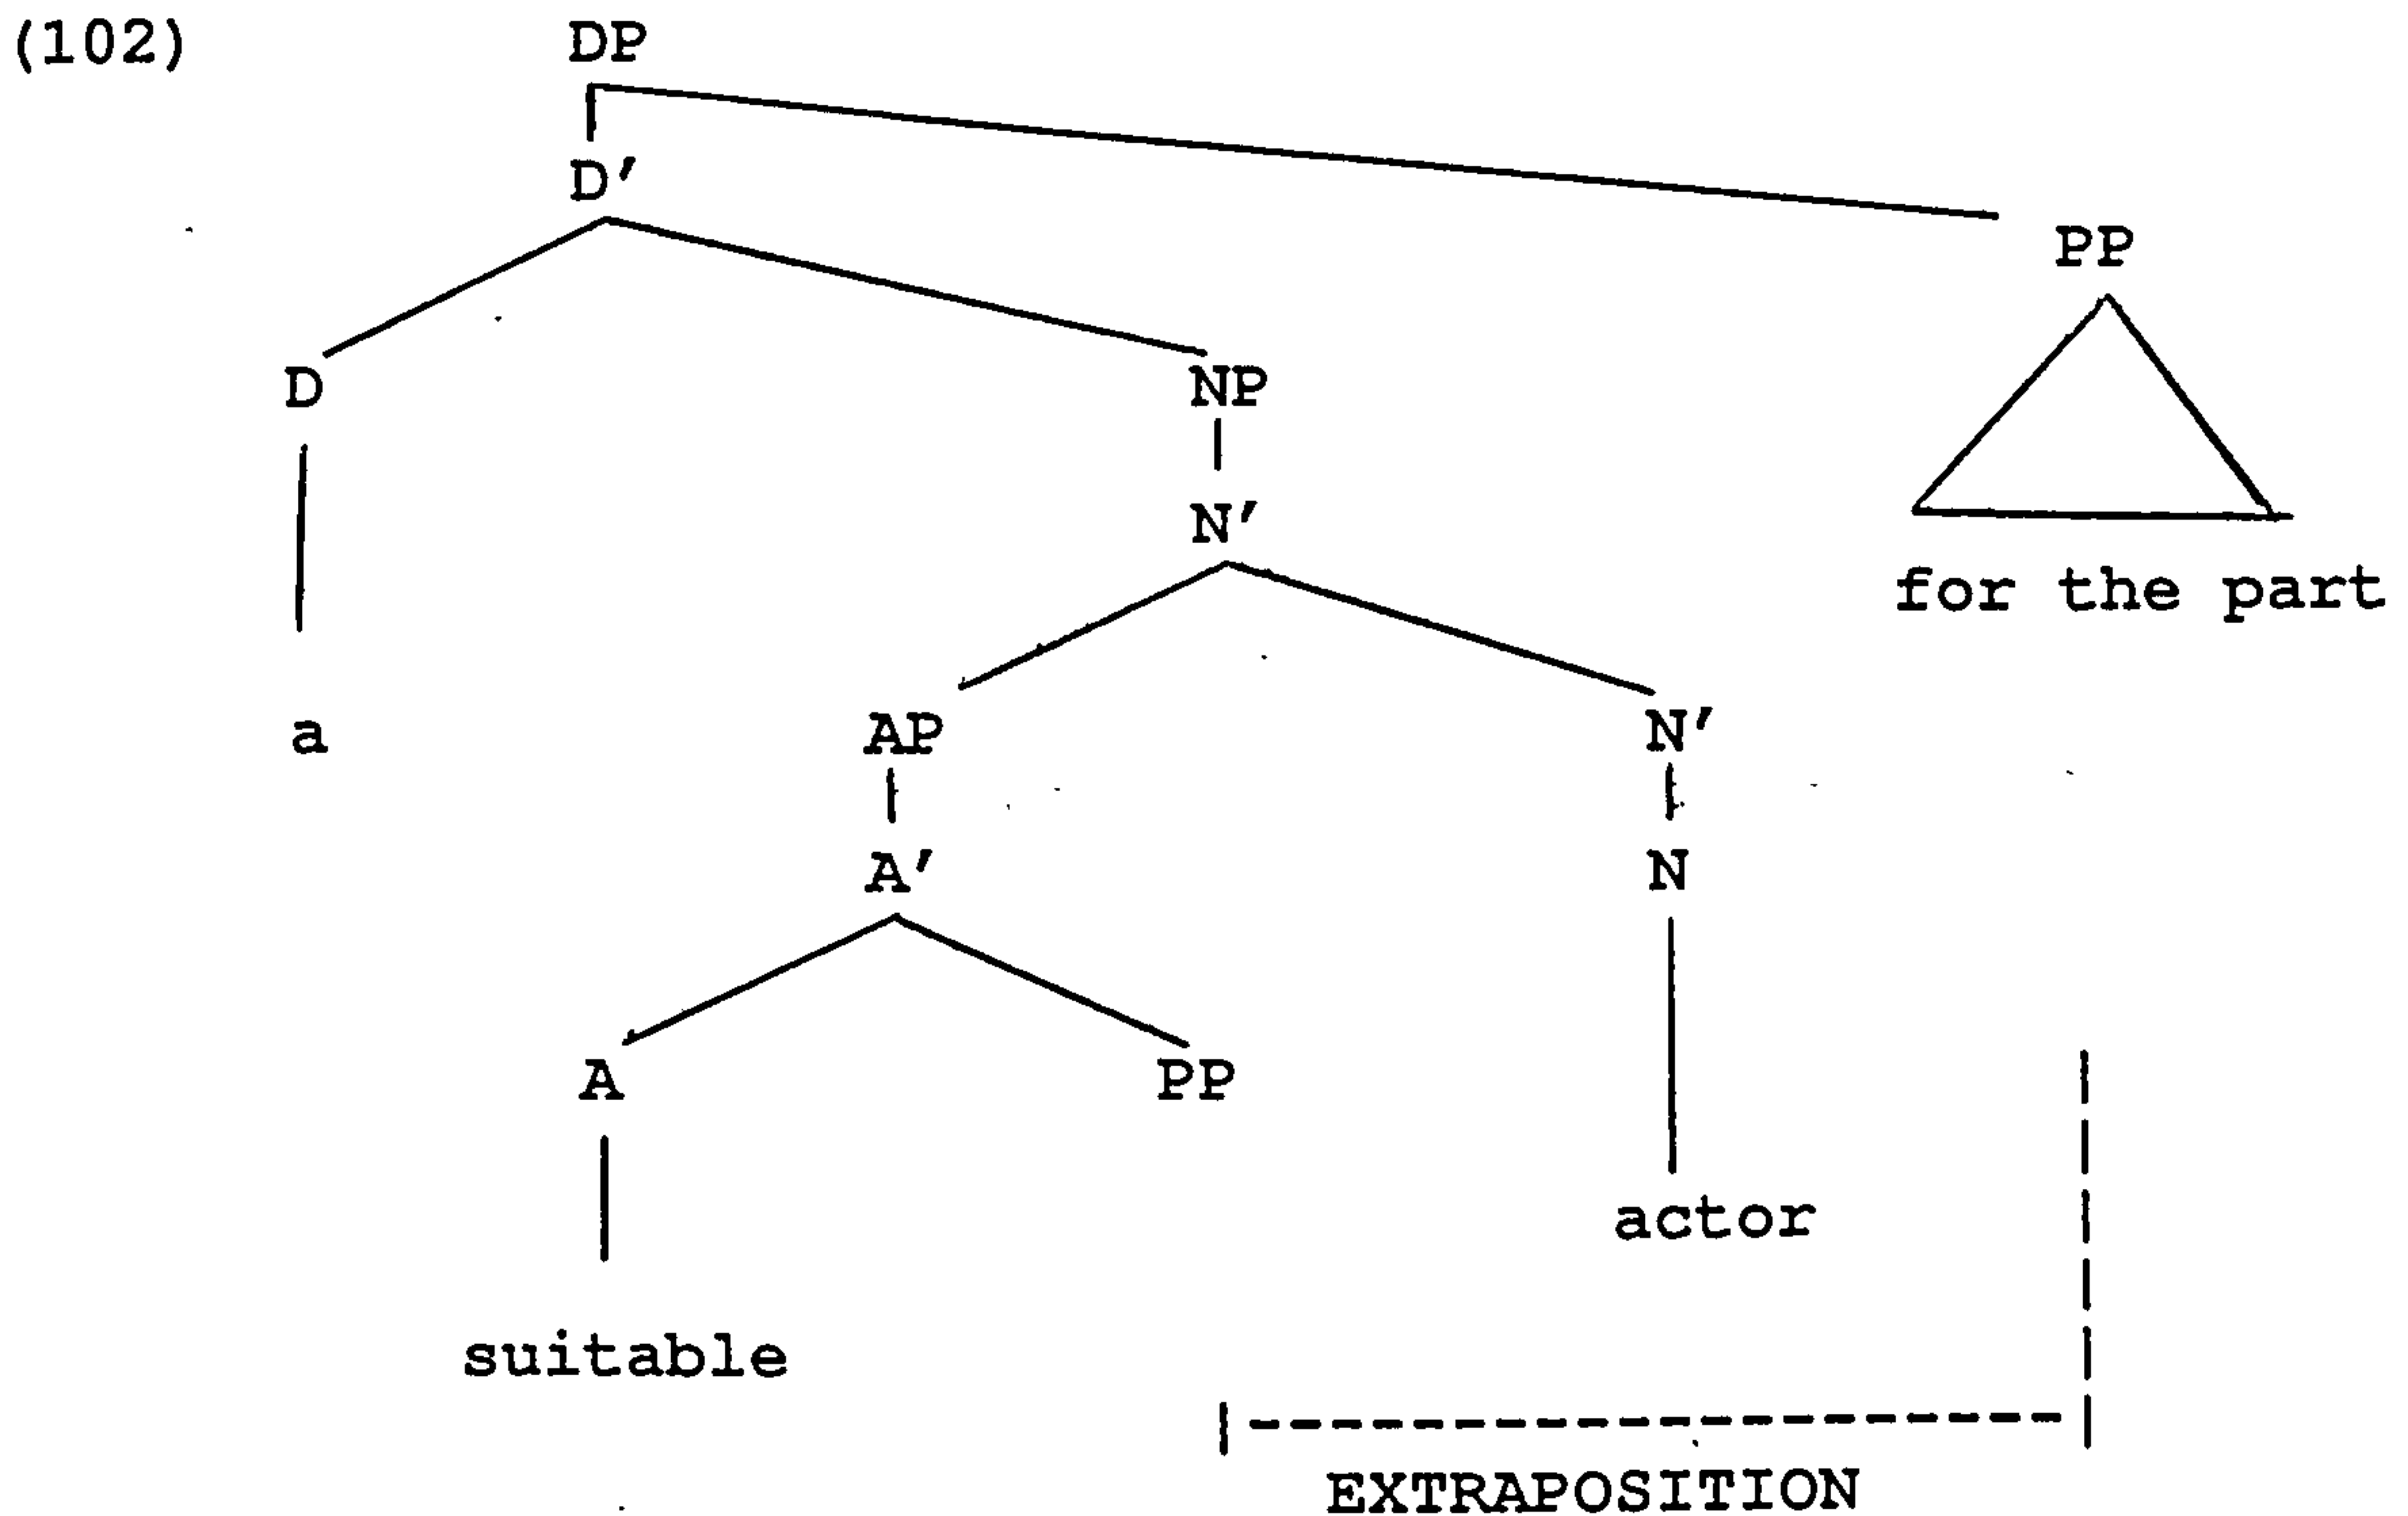 (102) DP
D'
PP
D NP
N'
for the part
a AP N'
A' N
A PP
actor
suitable
EXTRAPOSITION